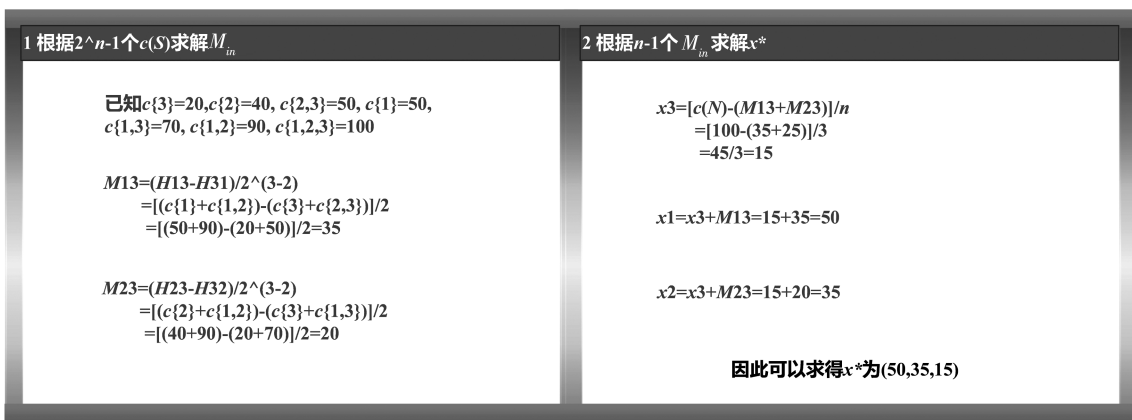 1 根据2^n-1个c(S)求解M_in
已知c{3}=20,c{2}=40, c{2,3}=50, c{1}=50,
c{1,3}=70, c{1,2}=90, c{1,2,3}=100
M13=(H13-H31)/2^(3-2)
=[(c{1}+c{1,2})-(c{3}+c{2,3})]/2
=[(50+90)-(20+50)]/2=35
M23=(H23-H32)/2^(3-2)
=[(c{2}+c{1,2})-(c{3}+c{1,3})]/2
=[(40+90)-(20+70)]/2=20
2 根据n-1个 M_in 求解x*
x3=[c(N)-(M13+M23)]/n
=[100-(35+25)]/3
=45/3=15
x1=x3+M13=15+35=50
x2=x3+M23=15+20=35
因此可以求得x*为(50,35,15)